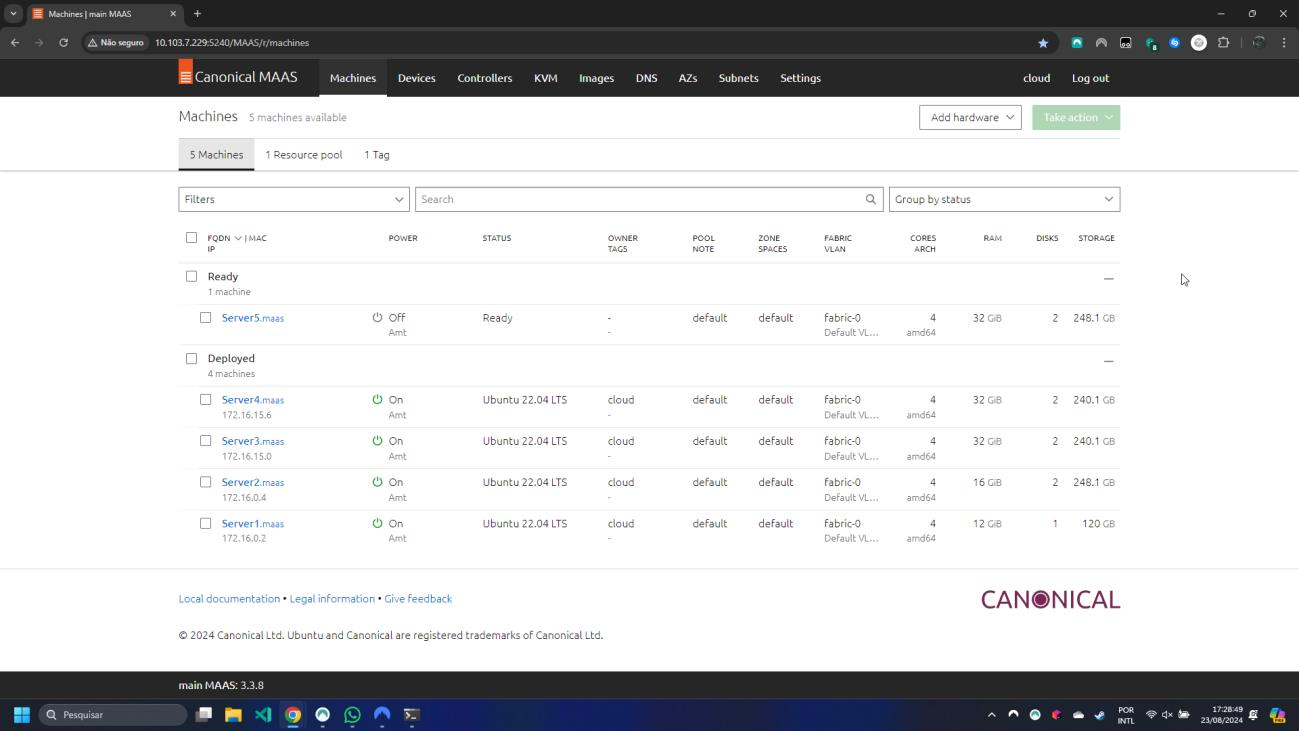 Machines | main MAAS
Não seguro 10.103.7.229:5240/MAAS/r/machines
Canonical MAAS Machines Devices Controllers KVM Images DNS AZs Subnets Settings cloud Log out
Machines 5 machines available Add hardware Take action
5 Machines 1 Resource pool 1 Tag
Filters Search Group by status
FQDN | MAC POWER STATUS OWNER POOL ZONE FABRIC CORES RAM DISKS STORAGE
IP TAGS NOTE SPACES VLAN ARCH
Ready
1 machine
Server5.maas Off Ready - default default fabric-0 4 32 GiB 2 248.1 GB
Amt - Default VL... amd64
Deployed
4 machines
Server4.maas On Ubuntu 22.04 LTS cloud default default fabric-0 4 32 GiB 2 240.1 GB
172.16.15.6 Amt - Default VL... amd64
Server3.maas On Ubuntu 22.04 LTS cloud default default fabric-0 4 32 GiB 2 240.1 GB
172.16.15.0 Amt - Default VL... amd64
Server2.maas On Ubuntu 22.04 LTS cloud default default fabric-0 4 16 GiB 2 248.1 GB
172.16.0.4 Amt - Default VL... amd64
Server1.maas On Ubuntu 22.04 LTS cloud default default fabric-0 4 12 GiB 1 120 GB
172.16.0.2 Amt - Default VL... amd64
Local documentation • Legal information • Give feedback
CANONICAL
© 2024 Canonical Ltd. Ubuntu and Canonical are registered trademarks of Canonical Ltd.
main MAAS: 3.3.8
Pesquisar
POR
INTL
17:28:49
23/08/2024